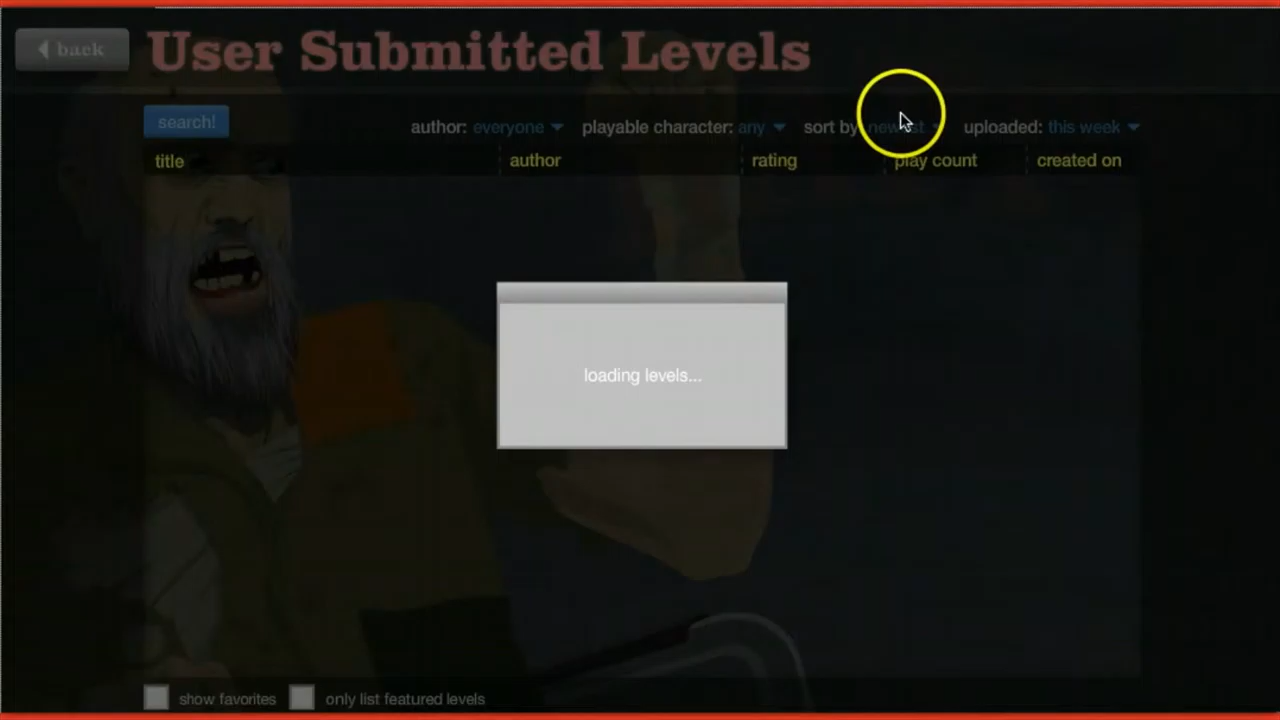 back
User Submitted Levels
search!
author: everyone playable character: any sort by: newest uploaded: this week
title author rating play count created on
loading levels...
show favorites only list featured levels